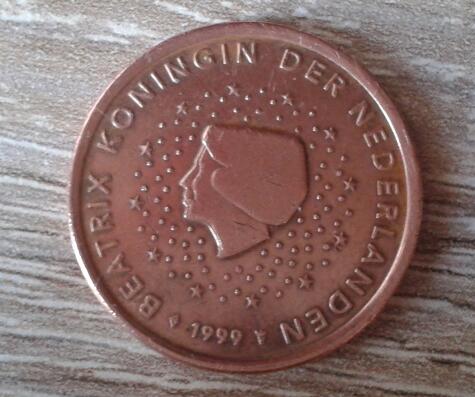 BEATRIX KONINGIN DER NEDERLANDEN
1999